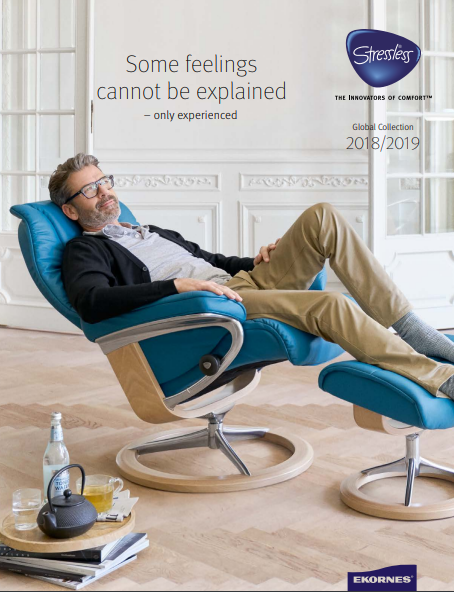 Some feelings
cannot be explained
– only experienced
Stressless®
THE INNOVATORS OF COMFORT™
Global Collection
2018/2019
EKORNES®